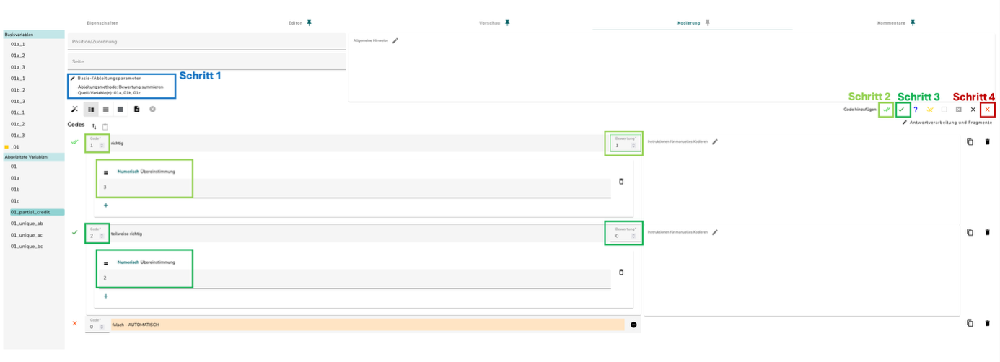 Eigenschaften
Editor
Vorschau
Kodierung
Kommentare
Basisvariablen
01a_1
01a_2
01a_3
01b_1
01b_2
01b_3
01c_1
01c_2
01c_3
_01
Abgeleitete Variablen
01
01a
01b
01c
01_partial_credit
01_unique_ab
01_unique_ac
01_unique_bc
Position/Zuordnung
Seite
Allgemeine Hinweise
Basis-/Ableitungsparameter
Ableitungsmethode: Bewertung summieren
Quell-Variable(n): 01a, 01b, 01c
Schritt 1
Schritt 2 Schritt 3 Schritt 4
Code hinzufügen
?
Antwortverarbeitung und Fragmente
Codes
Code*
1
richtig
Bewertung*
1
Instruktionen für manuelles Kodieren
Numerisch Übereinstimmung
3
+
Code*
2
teilweise richtig
Bewertung*
0
Instruktionen für manuelles Kodieren
Numerisch Übereinstimmung
2
+
Code*
0
falsch - AUTOMATISCH